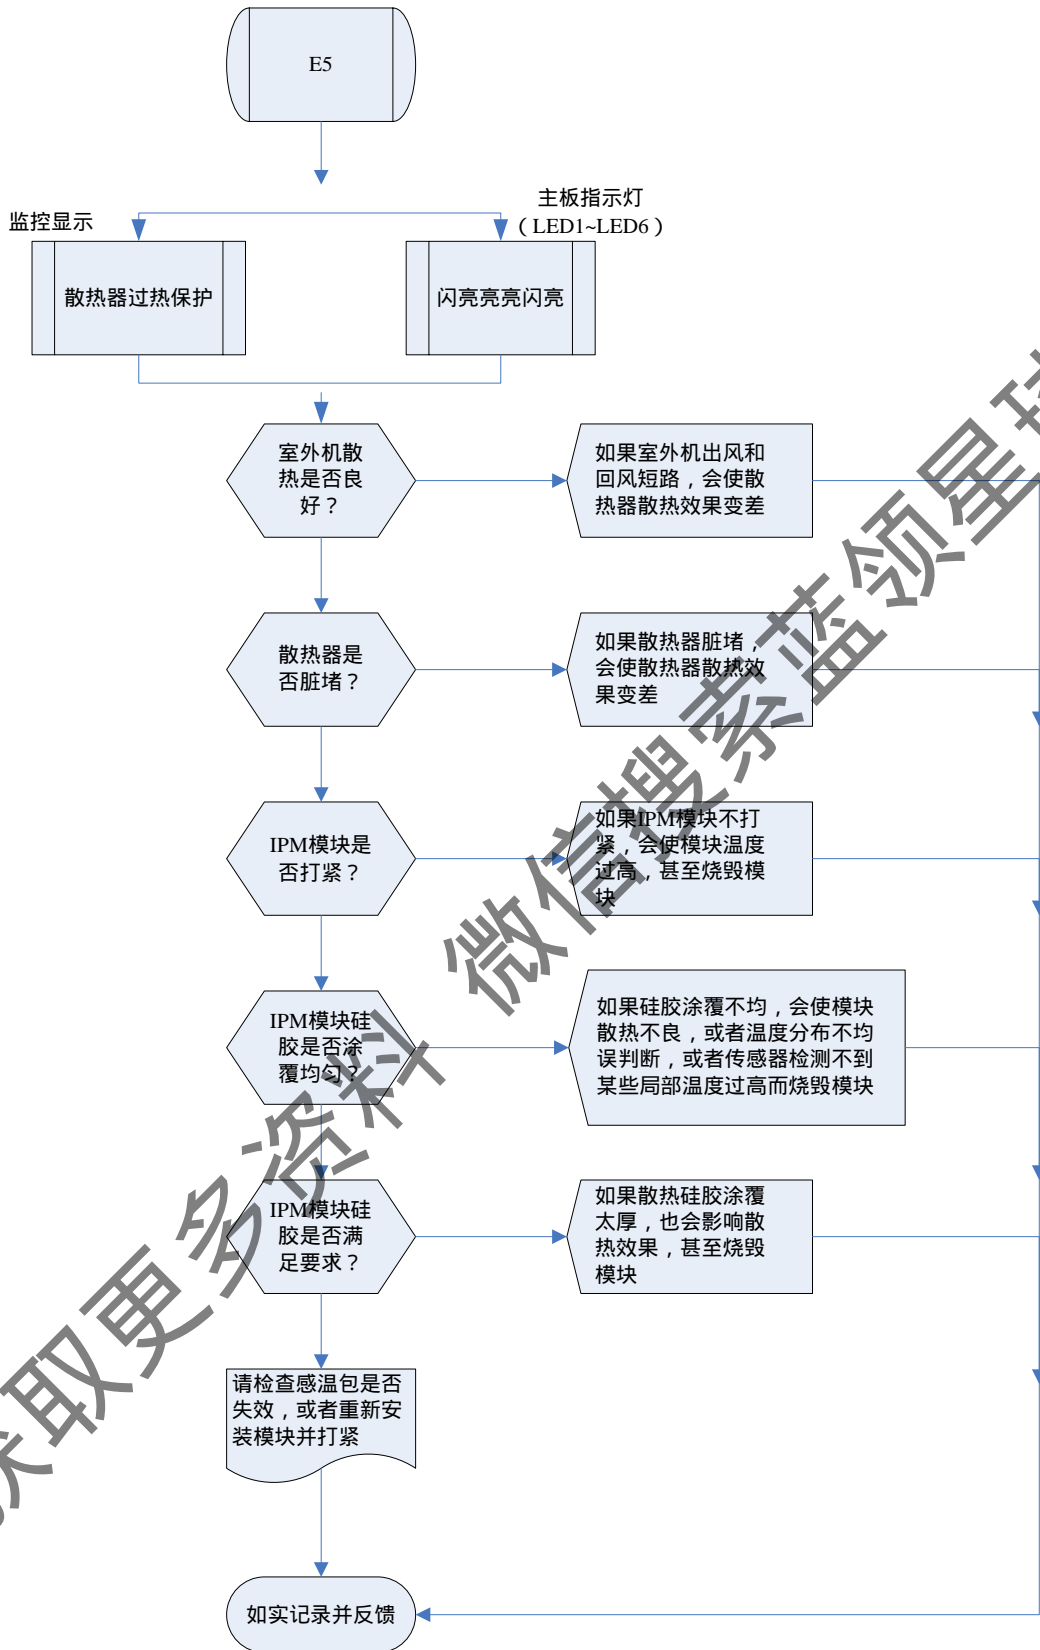 E5
监控显示
主板指示灯
（LED1~LED6）
散热器过热保护
闪亮亮亮闪亮
室外机散
热是否良
好？
如果室外机出风和
回风短路，会使散
热器散热效果变差
散热器是
否脏堵？
如果散热器脏堵，
会使散热器散热效
果变差
IPM模块是
否打紧？
如果IPM模块不打
紧，会使模块温度
过高，甚至烧毁模
块
IPM模块硅
胶是否涂
覆均匀？
如果硅胶涂覆不均，会使模块
散热不良，或者温度分布不均
误判断，或者传感器检测不到
某些局部温度过高而烧毁模块
IPM模块硅
胶是否满
足要求？
如果散热硅胶涂覆
太厚，也会影响散
热效果，甚至烧毁
模块
请检查感温包是否
失效，或者重新安
装模块并打紧
如实记录并反馈
获取更多资料 微信搜索蓝领星球